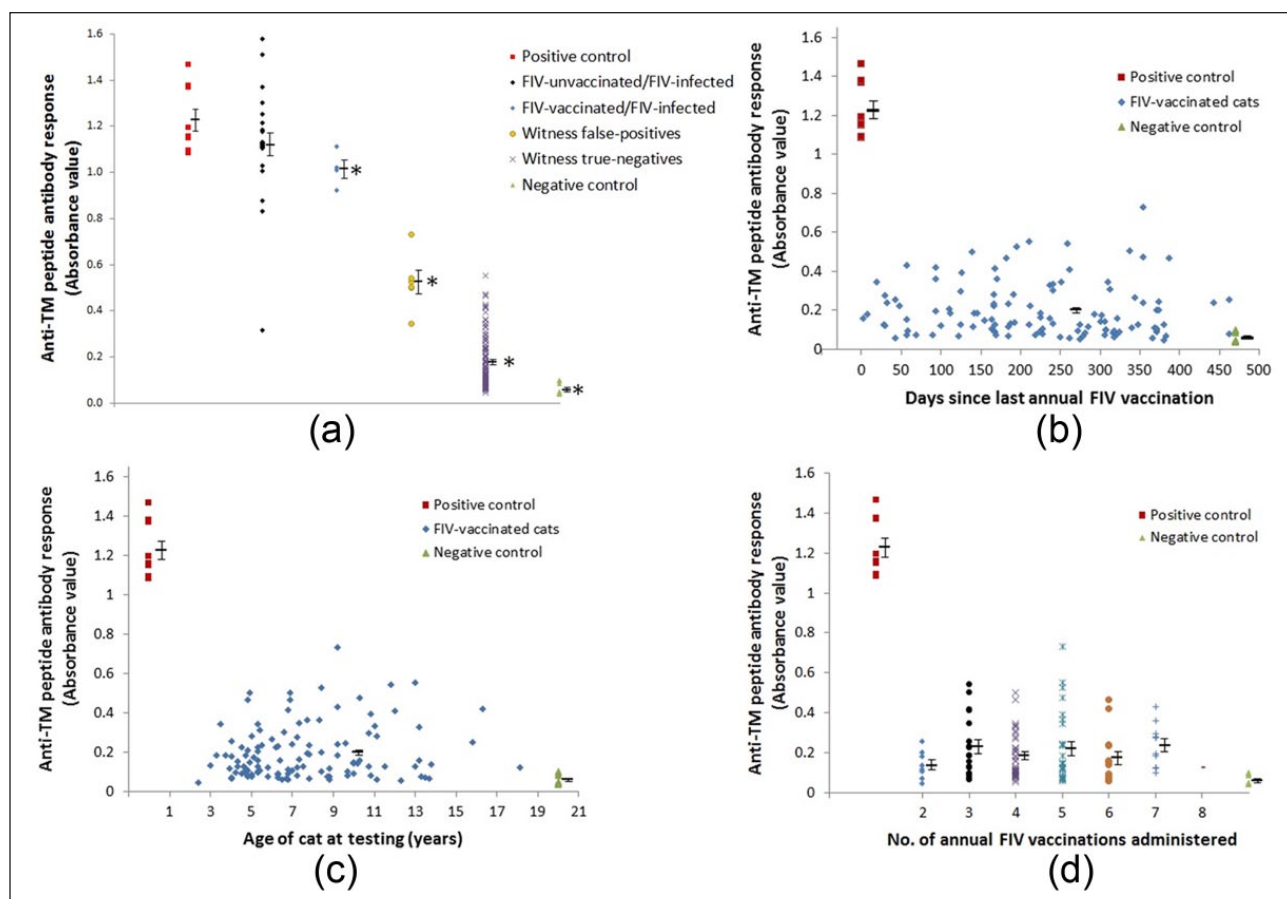 Anti-TM peptide antibody response
(Absorbance value)
1.6
1.4
1.2
1.0
0.8
0.6
0.4
0.2
0.0
Positive control
FIV-unvaccinated/FIV-infected
FIV-vaccinated/FIV-infected
Witness false-positives
Witness true-negatives
Negative control
*
*
*
*
(a)
Anti-TM peptide antibody response
(Absorbance value)
1.6
1.4
1.2
1
0.8
0.6
0.4
0.2
0
Positive control
FIV-vaccinated cats
Negative control
0 50 100 150 200 250 300 350 400 450 500
Days since last annual FIV vaccination
(b)
Anti-TM peptide antibody response
(Absorbance value)
1.6
1.4
1.2
1
0.8
0.6
0.4
0.2
0
Positive control
FIV-vaccinated cats
Negative control
1 3 5 7 9 11 13 15 17 19 21
Age of cat at testing (years)
(c)
Anti-TM peptide antibody response
(Absorbance value)
1.6
1.4
1.2
1
0.8
0.6
0.4
0.2
0
Positive control
Negative control
2 3 4 5 6 7 8
No. of annual FIV vaccinations administered
(d)